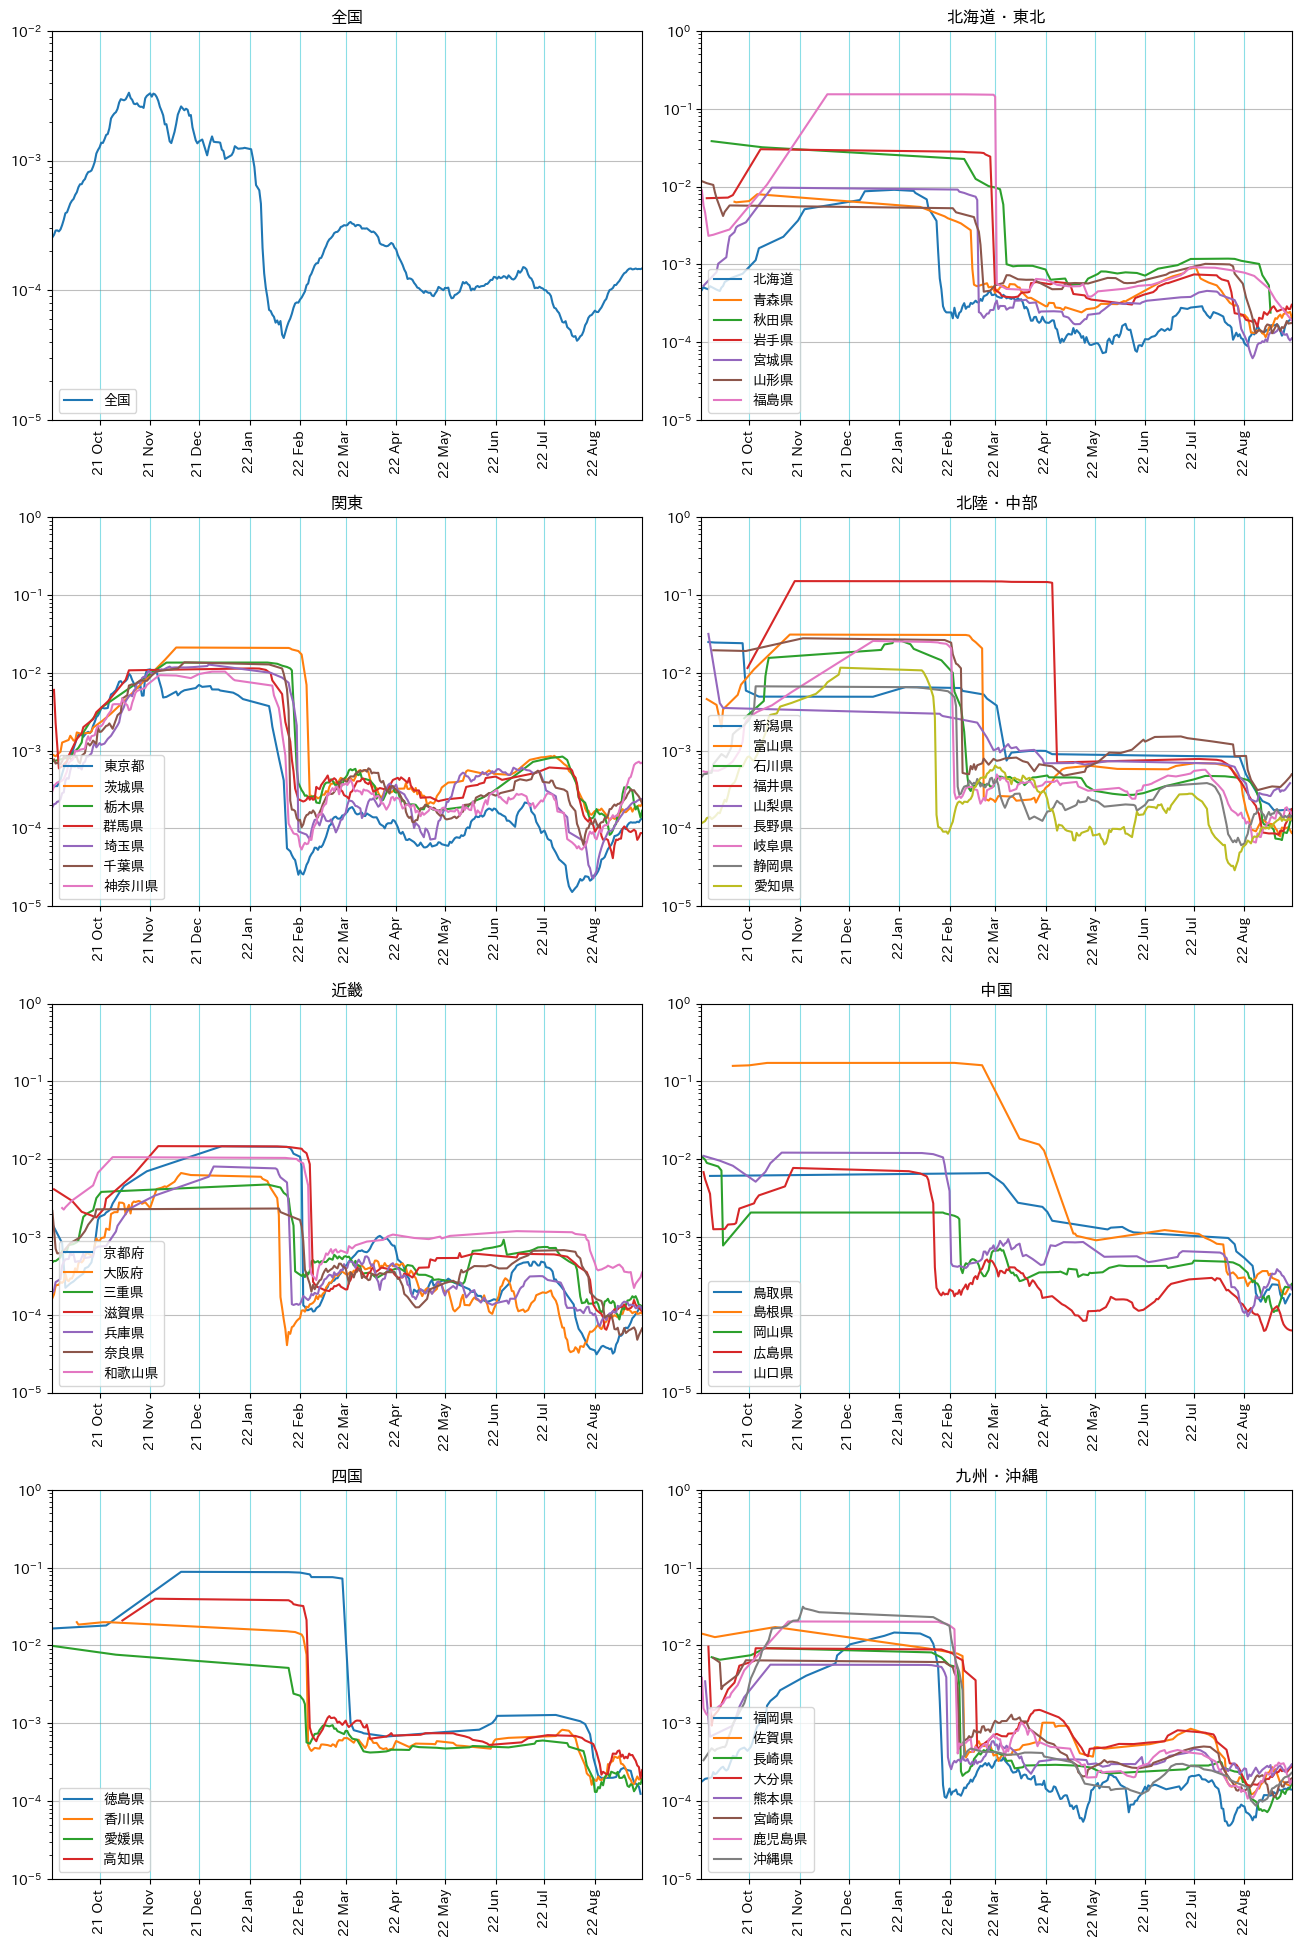 全国
10⁻²
10⁻³
10⁻⁴
10⁻⁵
全国
21 Oct
21 Nov
21 Dec
22 Jan
22 Feb
22 Mar
22 Apr
22 May
22 Jun
22 Jul
22 Aug
北海道・東北
10⁰
10⁻¹
10⁻²
10⁻³
10⁻⁴
10⁻⁵
北海道
青森県
秋田県
岩手県
宮城県
山形県
福島県
21 Oct
21 Nov
21 Dec
22 Jan
22 Feb
22 Mar
22 Apr
22 May
22 Jun
22 Jul
22 Aug
関東
10⁰
10⁻¹
10⁻²
10⁻³
10⁻⁴
10⁻⁵
東京都
茨城県
栃木県
群馬県
埼玉県
千葉県
神奈川県
21 Oct
21 Nov
21 Dec
22 Jan
22 Feb
22 Mar
22 Apr
22 May
22 Jun
22 Jul
22 Aug
北陸・中部
10⁰
10⁻¹
10⁻²
10⁻³
10⁻⁴
10⁻⁵
新潟県
富山県
石川県
福井県
山梨県
長野県
岐阜県
静岡県
愛知県
21 Oct
21 Nov
21 Dec
22 Jan
22 Feb
22 Mar
22 Apr
22 May
22 Jun
22 Jul
22 Aug
近畿
10⁰
10⁻¹
10⁻²
10⁻³
10⁻⁴
10⁻⁵
京都府
大阪府
三重県
滋賀県
兵庫県
奈良県
和歌山県
21 Oct
21 Nov
21 Dec
22 Jan
22 Feb
22 Mar
22 Apr
22 May
22 Jun
22 Jul
22 Aug
中国
10⁰
10⁻¹
10⁻²
10⁻³
10⁻⁴
10⁻⁵
鳥取県
島根県
岡山県
広島県
山口県
21 Oct
21 Nov
21 Dec
22 Jan
22 Feb
22 Mar
22 Apr
22 May
22 Jun
22 Jul
22 Aug
四国
10⁰
10⁻¹
10⁻²
10⁻³
10⁻⁴
10⁻⁵
徳島県
香川県
愛媛県
高知県
21 Oct
21 Nov
21 Dec
22 Jan
22 Feb
22 Mar
22 Apr
22 May
22 Jun
22 Jul
22 Aug
九州・沖縄
10⁰
10⁻¹
10⁻²
10⁻³
10⁻⁴
10⁻⁵
福岡県
佐賀県
長崎県
大分県
熊本県
宮崎県
鹿児島県
沖縄県
21 Oct
21 Nov
21 Dec
22 Jan
22 Feb
22 Mar
22 Apr
22 May
22 Jun
22 Jul
22 Aug